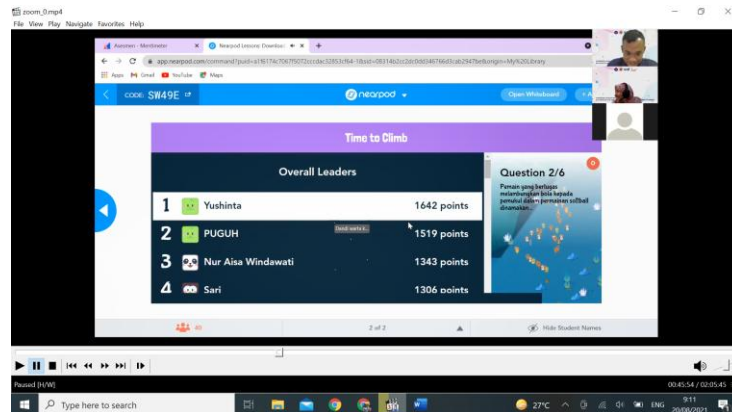 zoom_0.mp4
File View Play Navigate Favorites Help
Asesmen - Mentimeter
Nearpod Lessons: Downloa
CODE: SW49E
nearpod
Open Whiteboard
Apps Gmail YouTube Maps
Time to Climb
Overall Leaders
1 Yushinta 1642 points
2 PUGUH 1519 points
3 Nur Aisa Windawati 1343 points
4 Sari 1306 points
Question 2/6
0
Pemain yang bertugas
melambungkan bola kepada
pemukul dalam permainan softball
dinamakan...
2 of 2
Hide Student Names
Paused [H/W]
00:45:54 / 02:05:45
Type here to search
27°C
ENG
9:11
20/08/2021